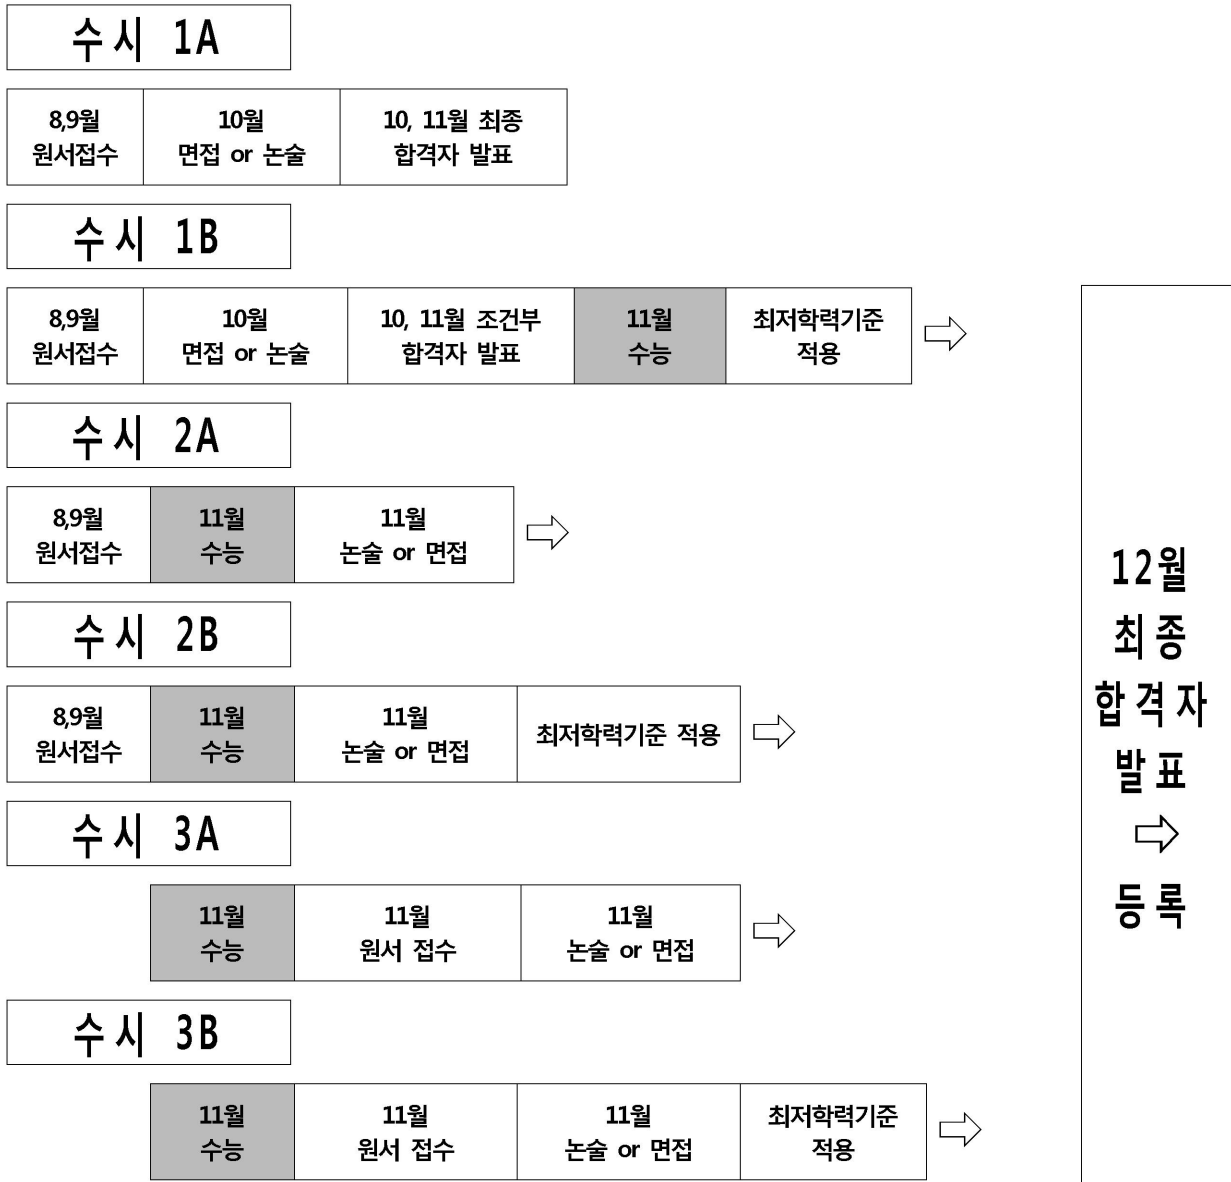 수시 1A
8,9월
원서접수
10월
면접 or 논술
10, 11월 최종
합격자 발표
수시 1B
8,9월
원서접수
10월
면접 or 논술
10, 11월 조건부
합격자 발표
11월
수능
최저학력기준
적용
수시 2A
8,9월
원서접수
11월
수능
11월
논술 or 면접
수시 2B
8,9월
원서접수
11월
수능
11월
논술 or 면접
최저학력기준 적용
수시 3A
11월
수능
11월
원서 접수
11월
논술 or 면접
수시 3B
11월
수능
11월
원서 접수
11월
논술 or 면접
최저학력기준
적용
12월
최종
합격자
발표
⇨
등록